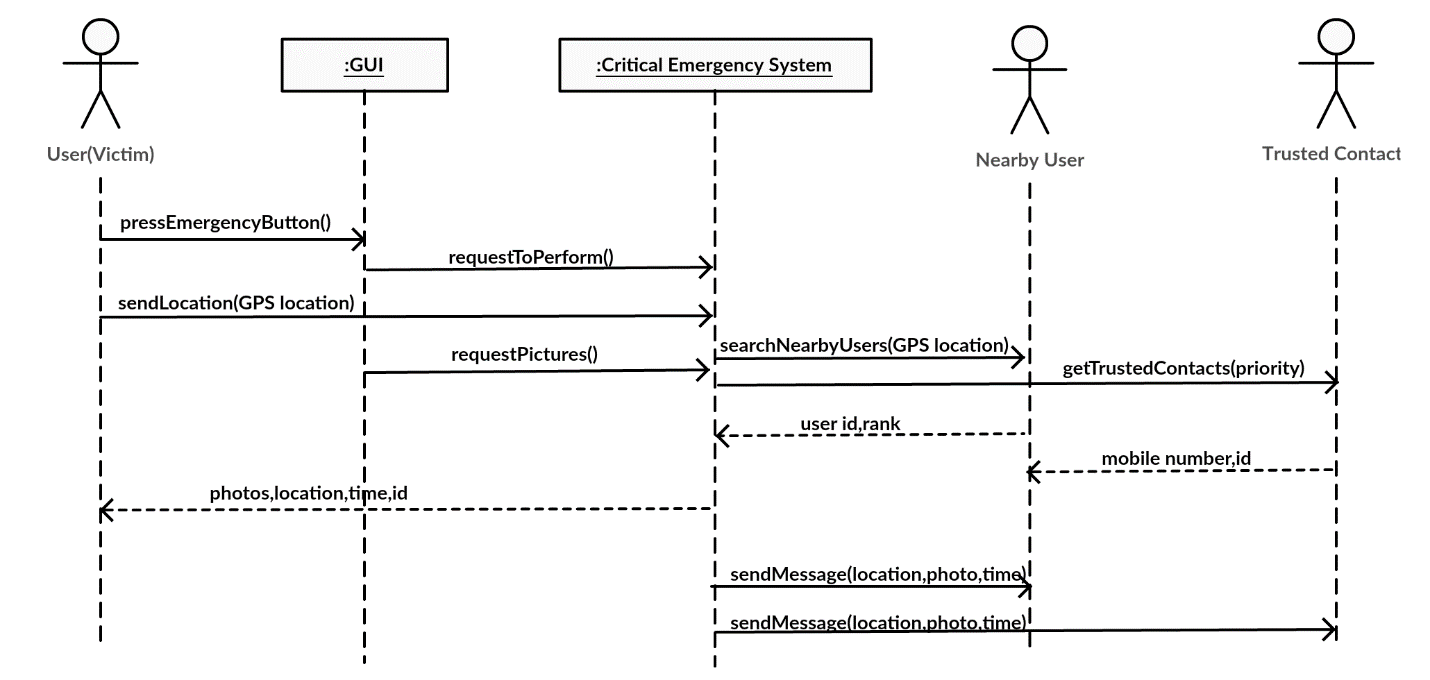 :GUI
:Critical Emergency System
User(Victim)
Nearby User
Trusted Contact
pressEmergencyButton()
requestToPerform()
sendLocation(GPS location)
searchNearbyUsers(GPS location)
requestPictures()
getTrustedContacts(priority)
user id,rank
mobile number,id
photos,location,time,id
sendMessage(location,photo,time)
sendMessage(location,photo,time)